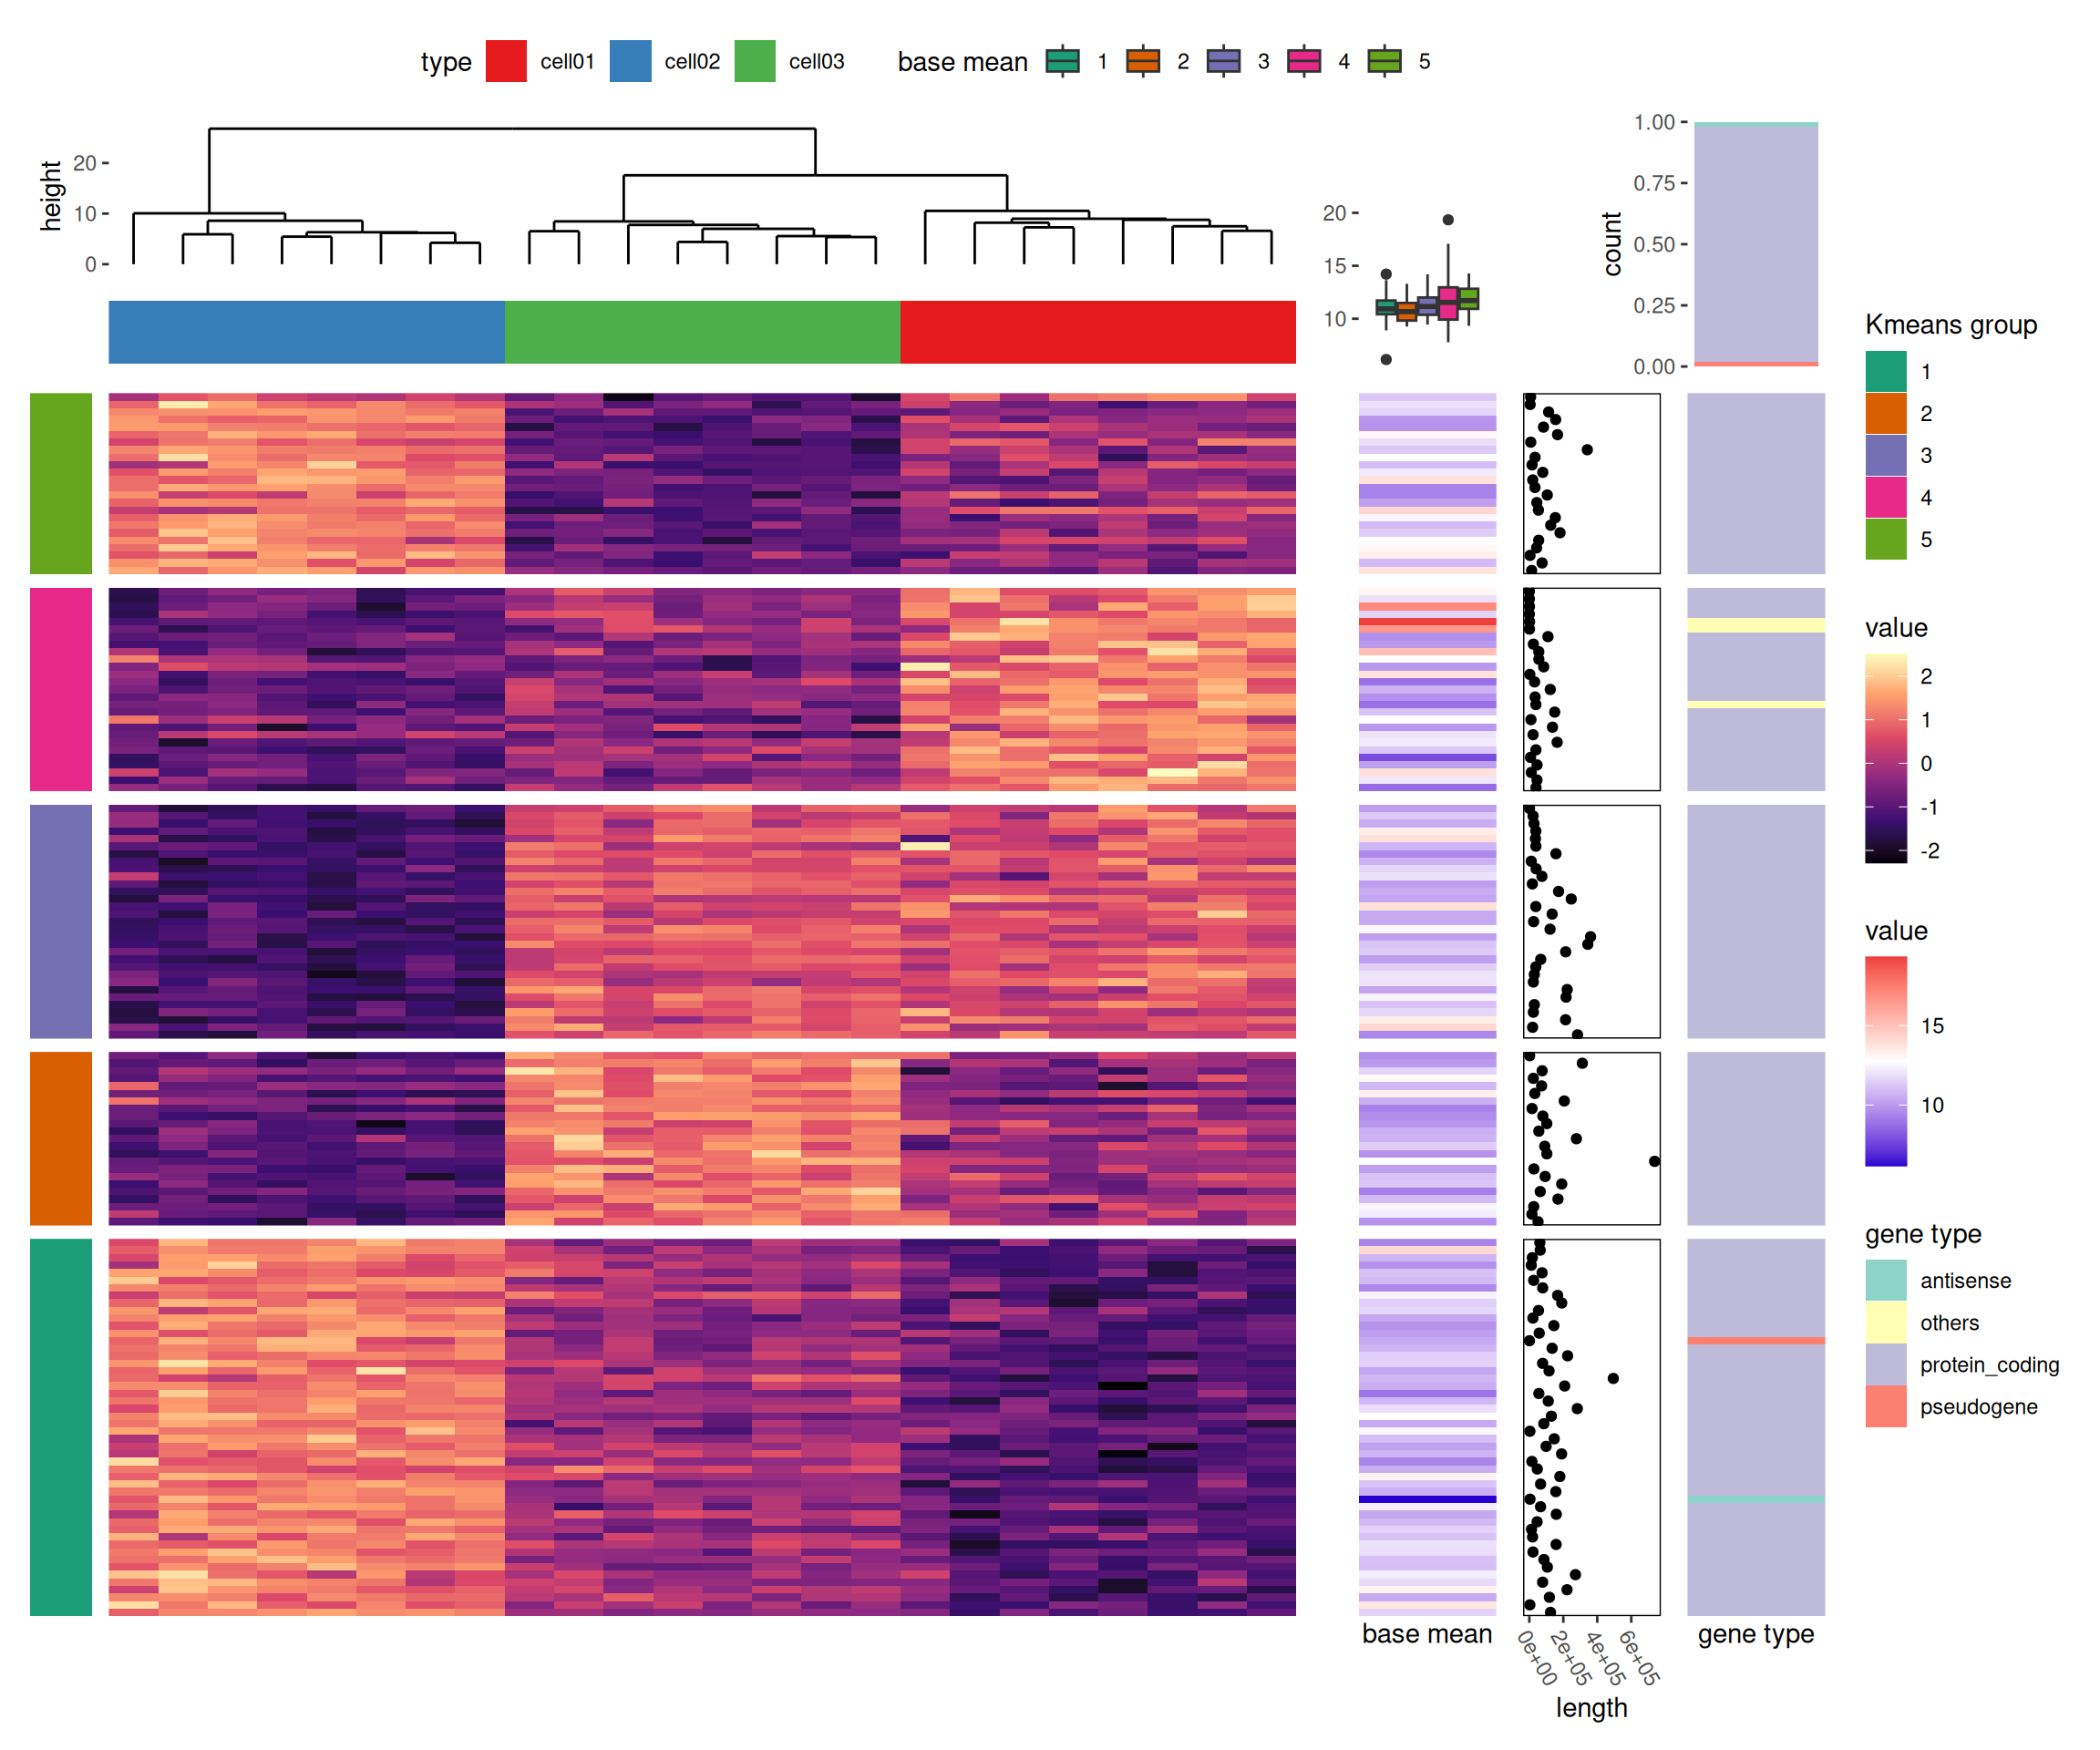 type cell01 cell02 cell03 base mean 1 2 3 4 5
height
20
10
0
20
15
10
count
1.00
0.75
0.50
0.25
0.00
Kmeans group
1
2
3
4
5
value
2
1
0
-1
-2
value
15
10
gene type
antisense
others
protein_coding
pseudogene
base mean
0e+00 2e+05 4e+05 6e+05
length
gene type